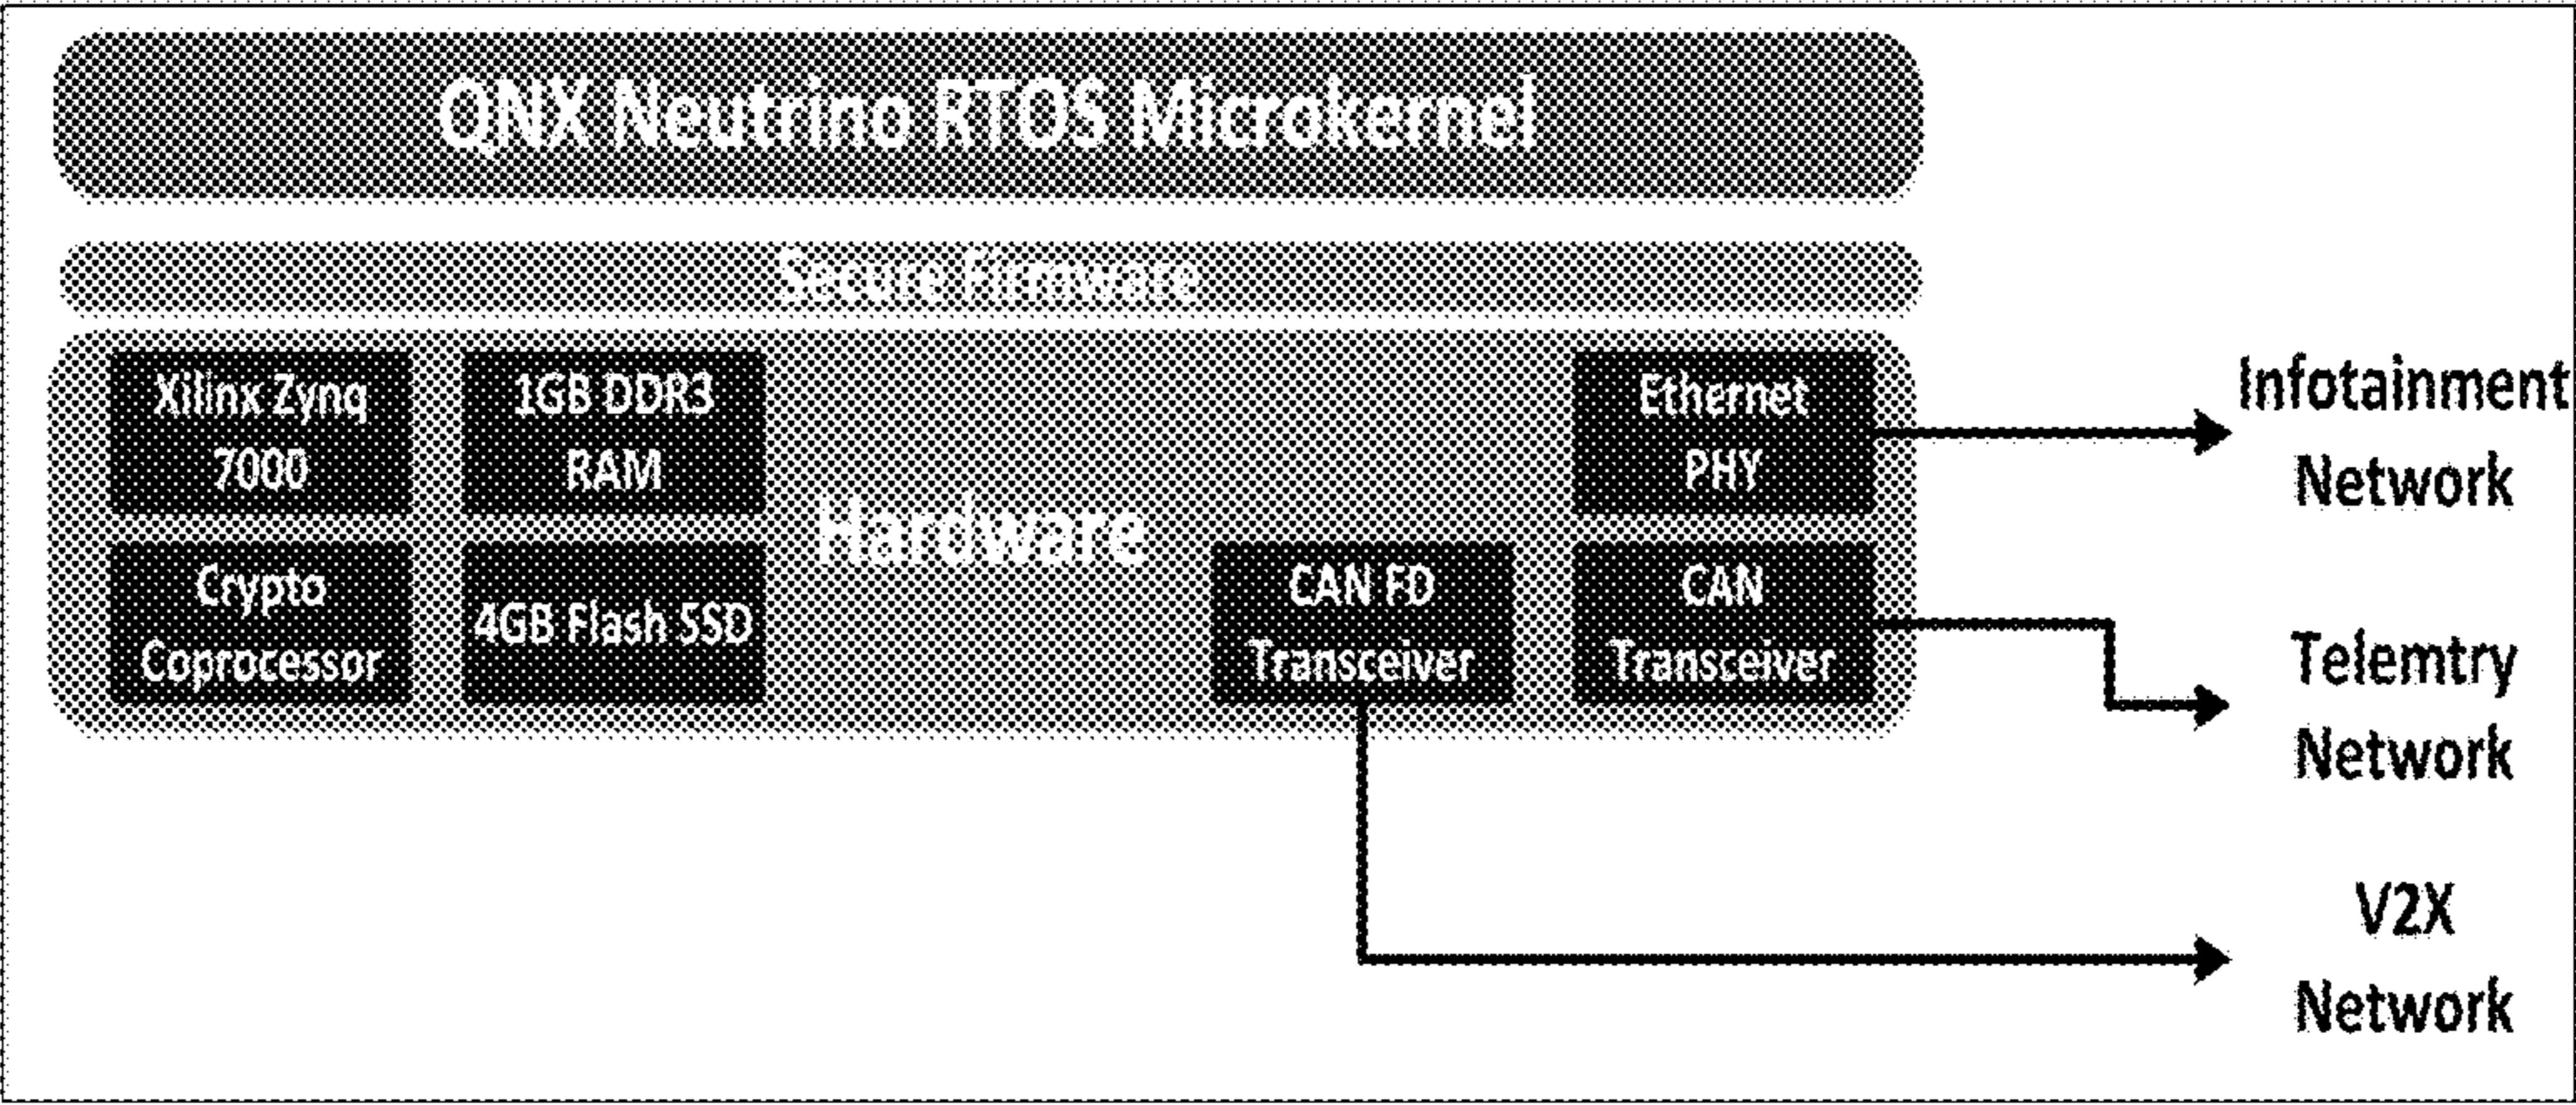 QNX Neutrino RTOS Microkernel
Secure Firmware
Xilinx Zynq
7000
1GB DDR3
RAM
Ethernet
PHY
Hardware
Crypto
Coprocessor
4GB Flash SSD
CAN FD
Transceiver
CAN
Transceiver
Infotainment
Network
Telemtry
Network
V2X
Network